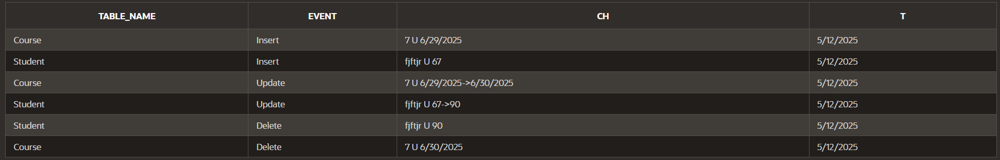 TABLE_NAME EVENT CH T
Course Insert 7 U 6/29/2025 5/12/2025
Student Insert fjftjr U 67 5/12/2025
Course Update 7 U 6/29/2025->6/30/2025 5/12/2025
Student Update fjftjr U 67->90 5/12/2025
Student Delete fjftjr U 90 5/12/2025
Course Delete 7 U 6/30/2025 5/12/2025